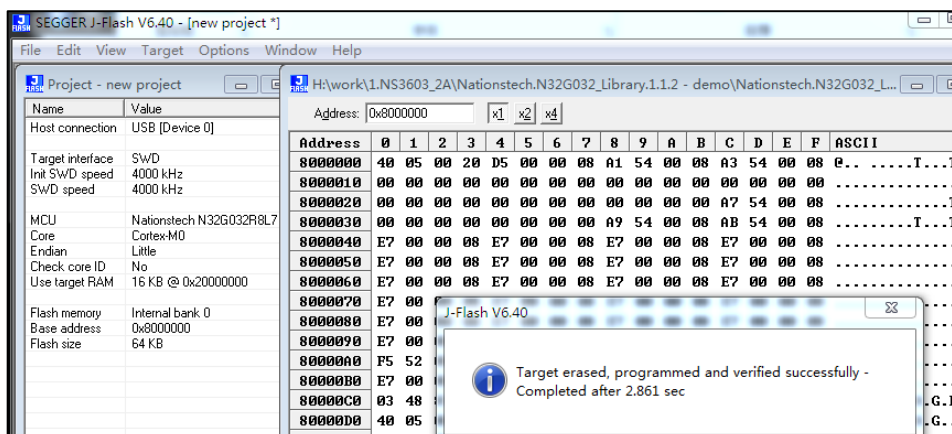 SEGGER J-Flash V6.40 - [new project *]
File Edit View Target Options Window Help
Project - new project
Name Value
Host connection USB [Device 0]
Target interface SWD
Init SWD speed 4000 kHz
SWD speed 4000 kHz
MCU Nationstech N32G032R8L7
Core Cortex-M0
Endian Little
Check core ID No
Use target RAM 16 KB @ 0x20000000
Flash memory Internal bank 0
Base address 0x8000000
Flash size 64 KB
H:\work\1.NS3603_2A\Nationstech.N32G032_Library.1.1.2 - demo\Nationstech.N32G032_L...
Address: 0x8000000 x1 x2 x4
Address 0 1 2 3 4 5 6 7 8 9 A B C D E F ASCII
8000000 40 05 00 20 D5 00 00 08 A1 54 00 08 A3 54 00 08 @.. .....T...T
8000010 00 00 00 00 00 00 00 00 00 00 00 00 00 00 00 00 ..............
8000020 00 00 00 00 00 00 00 00 00 00 00 00 A7 54 00 08 .............T
8000030 00 00 00 00 00 00 00 00 A9 54 00 08 AB 54 00 08 .........T...T
8000040 E7 00 00 08 E7 00 00 08 E7 00 00 08 E7 00 00 08 ..............
8000050 E7 00 00 08 E7 00 00 08 E7 00 00 08 E7 00 00 08 ..............
8000060 E7 00 00 08 E7 00 00 08 E7 00 00 08 E7 00 00 08 ..............
8000070 E7 00
8000080 E7 00
8000090 E7 00
80000A0 F5 52
80000B0 E7 00
80000C0 03 48 .G.
80000D0 40 05 .G.
J-Flash V6.40
Target erased, programmed and verified successfully -
Completed after 2.861 sec